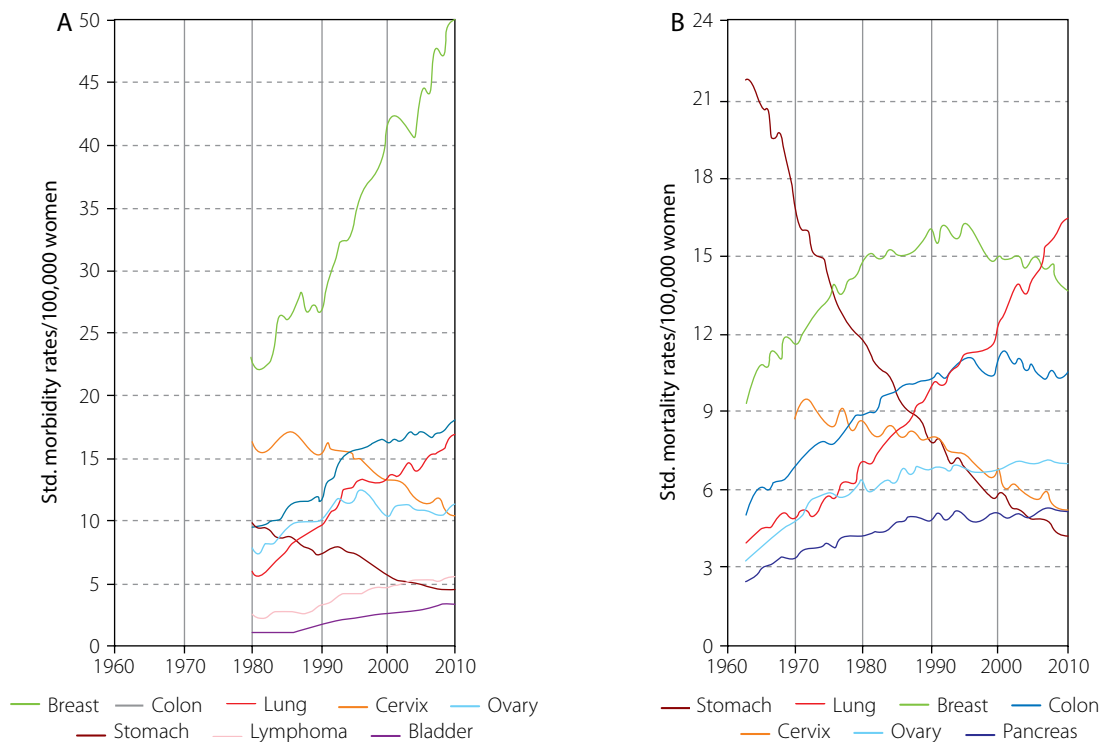 A
Std. morbidity rates/100,000 women
50
45
40
35
30
25
20
15
10
5
0
1960 1970 1980 1990 2000 2010
Breast Colon Lung Cervix Ovary
Stomach Lymphoma Bladder
B
Std. mortality rates/100,000 women
24
21
18
15
12
9
6
3
0
1960 1970 1980 1990 2000 2010
Stomach Lung Breast Colon
Cervix Ovary Pancreas